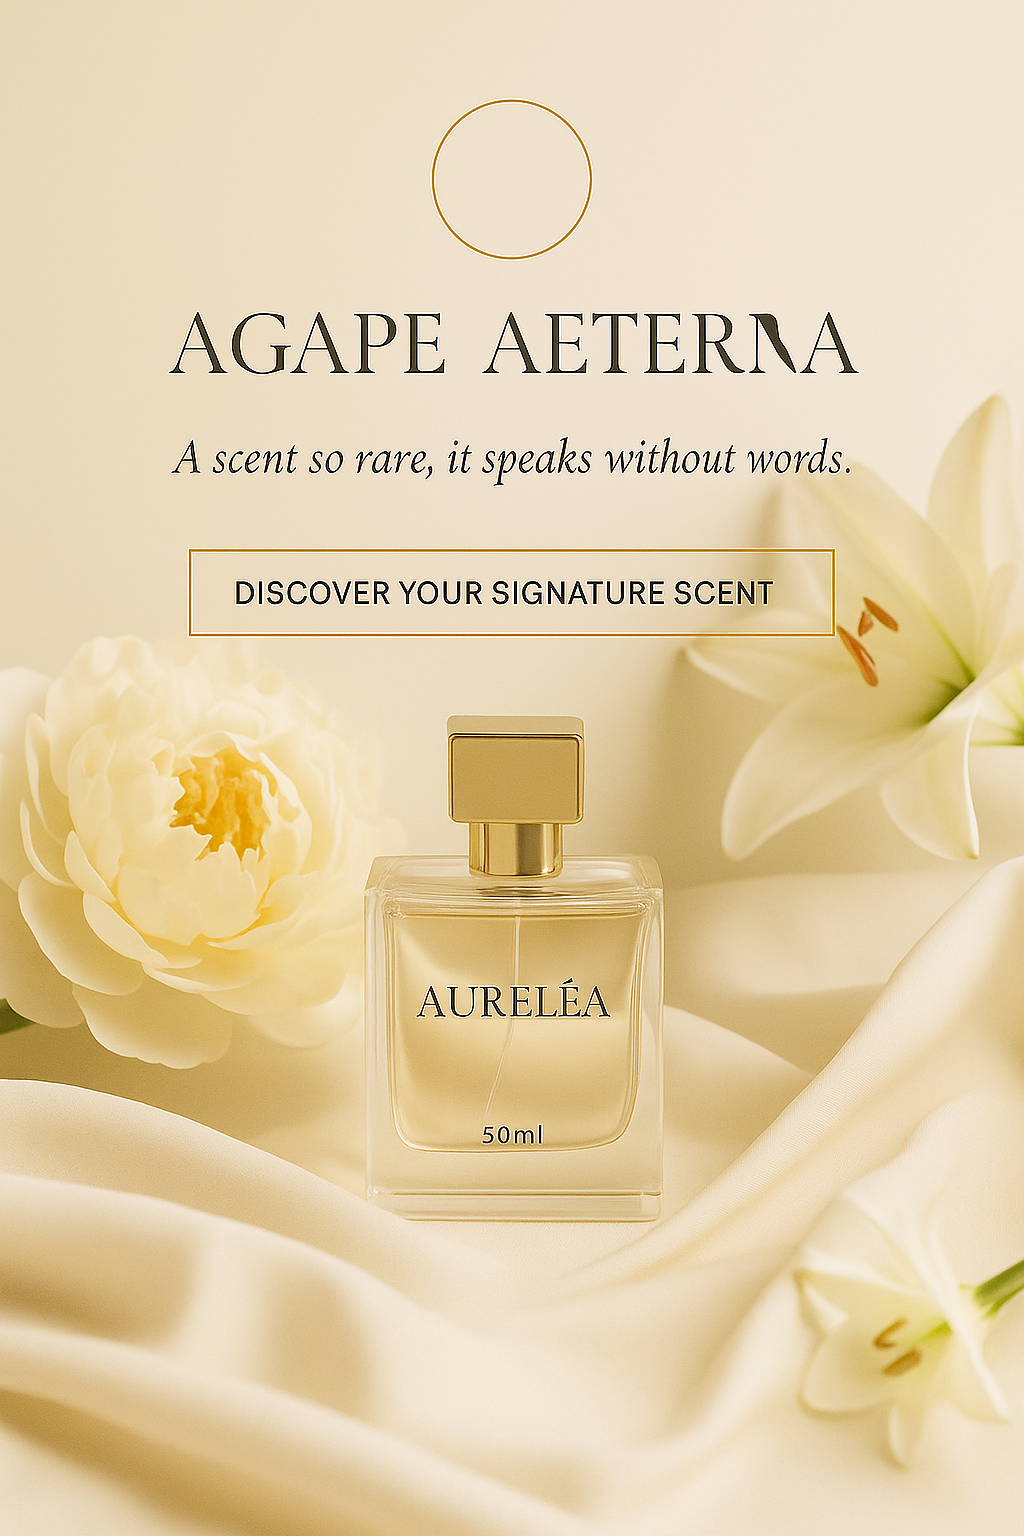 AGAPE AETERNA
A scent so rare, it speaks without words.
DISCOVER YOUR SIGNATURE SCENT
AURELÉA
50ml